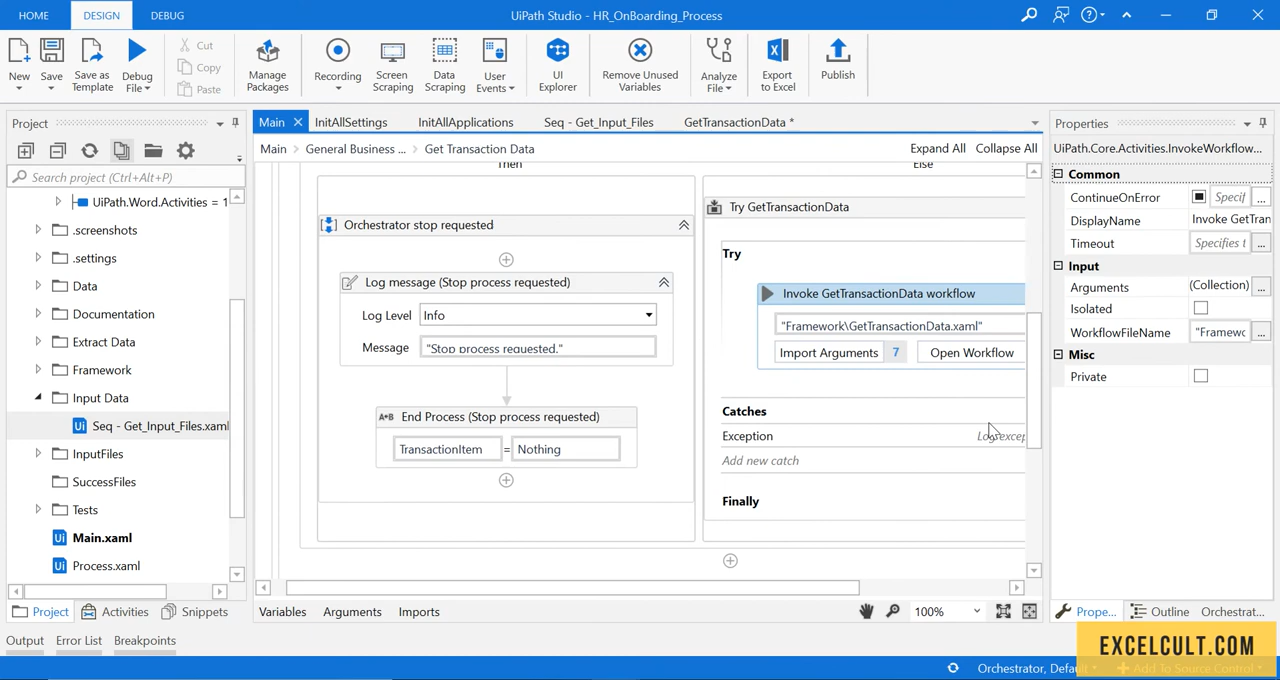 HOME
DESIGN
DEBUG
UiPath Studio - HR_OnBoarding_Process
New
Save
Save as Template
Debug File
Cut
Copy
Paste
Manage Packages
Recording
Screen Scraping
Data Scraping
User Events
UI Explorer
Remove Unused Variables
Analyze File
Export to Excel
Publish
Project
Main
InitAllSettings
InitAllApplications
Seq - Get_Input_Files
GetTransactionData *
Properties
Main > General Business ... > Get Transaction Data
Expand All
Collapse All
UiPath.Core.Activities.InvokeWorkflow...
Search project (Ctrl+Alt+P)
UiPath.Word.Activities = 1
.screenshots
.settings
Data
Documentation
Extract Data
Framework
Input Data
Seq - Get_Input_Files.xaml
InputFiles
SuccessFiles
Tests
Main.xaml
Process.xaml
Then
Else
Orchestrator stop requested
Log message (Stop process requested)
Log Level
Info
Message
"Stop process requested."
End Process (Stop process requested)
TransactionItem = Nothing
Try GetTransactionData
Try
Invoke GetTransactionData workflow
"Framework\GetTransactionData.xaml"
Import Arguments 7
Open Workflow
Catches
Exception
Add new catch
Finally
Common
ContinueOnError
Specif
...
DisplayName
Invoke GetTran
Timeout
Specifies t
...
Input
Arguments
(Collection)
...
Isolated
WorkflowFileName
"Framewc
...
Misc
Private
Project
Activities
Snippets
Variables
Arguments
Imports
100%
Prope...
Outline
Orchestrat...
Output
Error List
Breakpoints
Orchestrator, Defau
Add To Source Control
EXCELCULT.COM